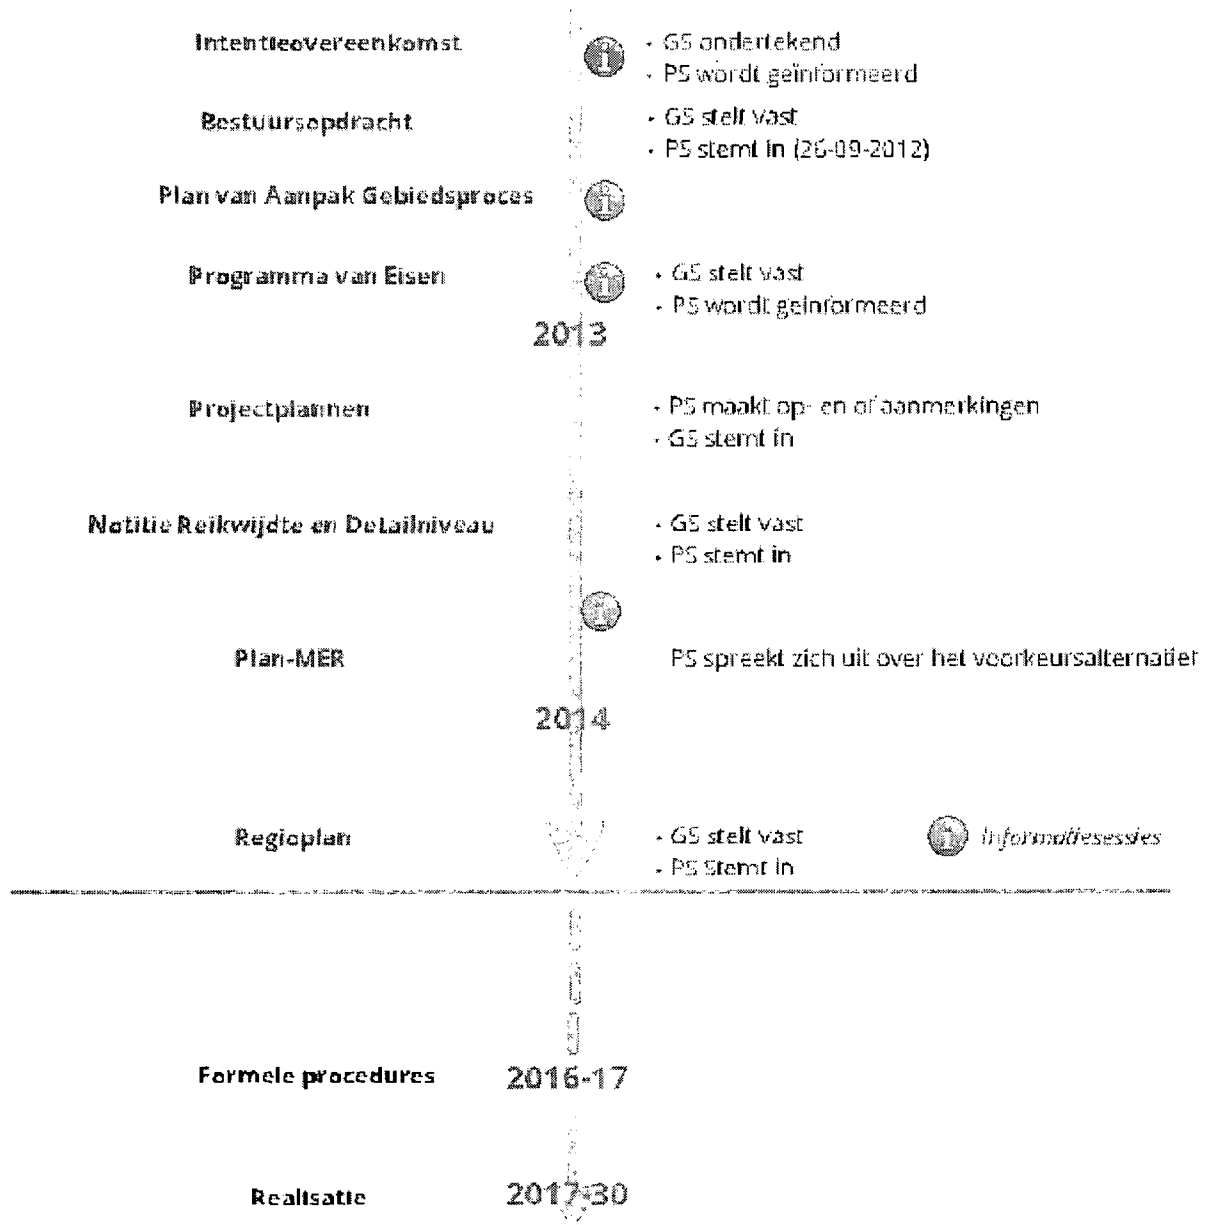 Intentieovereenkomst
- GS ondertekend
- PS wordt geïnformeerd
Bestuursopdracht
- GS stelt vast
- PS stemt in (26-09-2012)
Plan van Aanpak Gebiedsproces
Programma van Eisen
- GS stelt vast
- PS wordt geïnformeerd
2013
Projectplannen
- PS maakt op- en of aanmerkingen
- GS stemt in
Notitie Reikwijdte en Detailniveau
- GS stelt vast
- PS stemt in
Plan-MER
PS spreekt zich uit over het voorkeursalternatief
2014
Regioplan
- GS stelt vast
- PS Stemt in
i Informatiesessies
Formele procedures
2016-17
Realisatie
2017-30